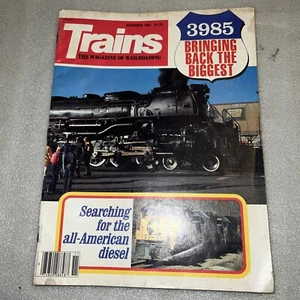 Trains
THE MAGAZINE OF RAILROADING
3985
BRINGING
BACK THE
BIGGEST
Searching
for the
all-American
diesel